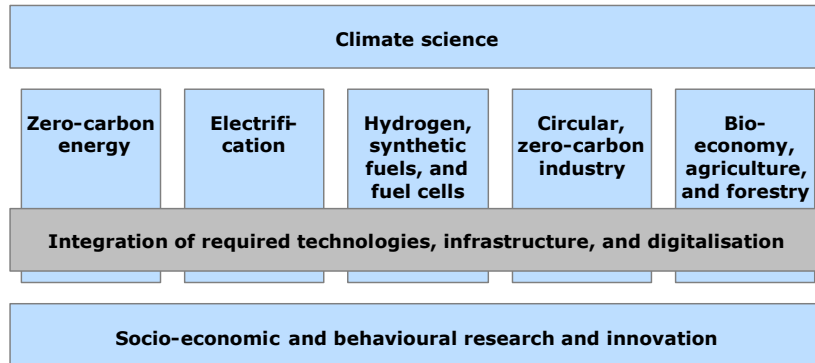 Climate science
Zero-carbon
energy
Electrifi-
cation
Hydrogen,
synthetic
fuels, and
fuel cells
Circular,
zero-carbon
industry
Bio-
economy,
agriculture,
and forestry
Integration of required technologies, infrastructure, and digitalisation
Socio-economic and behavioural research and innovation